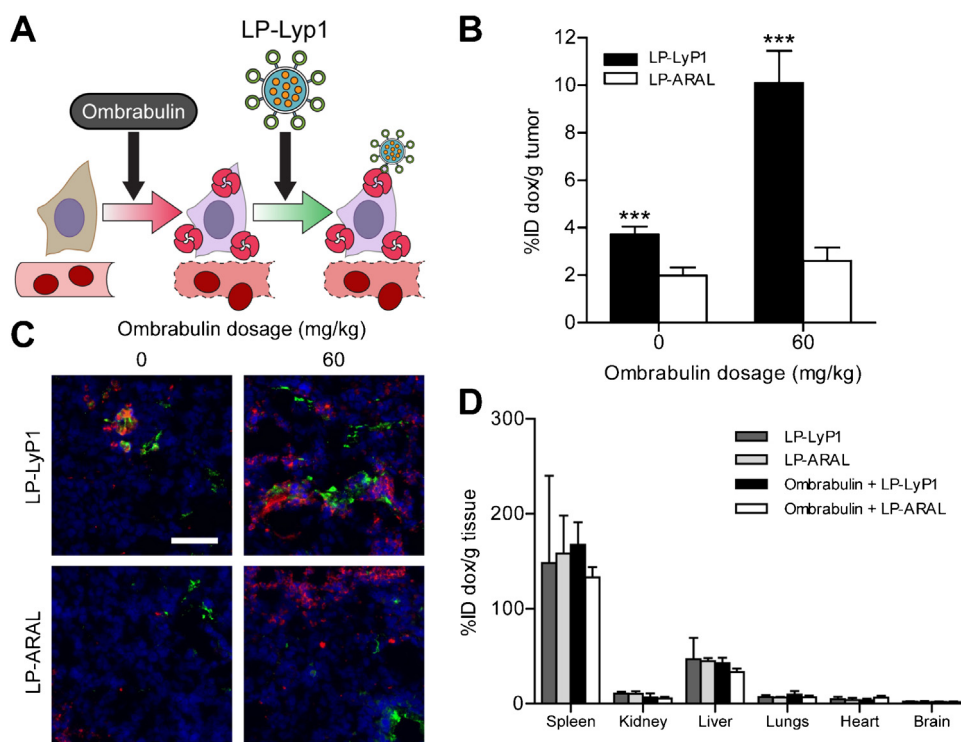 A
LP-Lyp1
Ombrabulin
B
%ID dox/g tumor
12
10
8
6
4
2
0
***
***
LP-LyP1
LP-ARAL
0
60
Ombrabulin dosage (mg/kg)
C
Ombrabulin dosage (mg/kg)
0
60
LP-LyP1
LP-ARAL
D
%ID dox/g tissue
300
200
100
0
LP-LyP1
LP-ARAL
Ombrabulin + LP-LyP1
Ombrabulin + LP-ARAL
Spleen
Kidney
Liver
Lungs
Heart
Brain